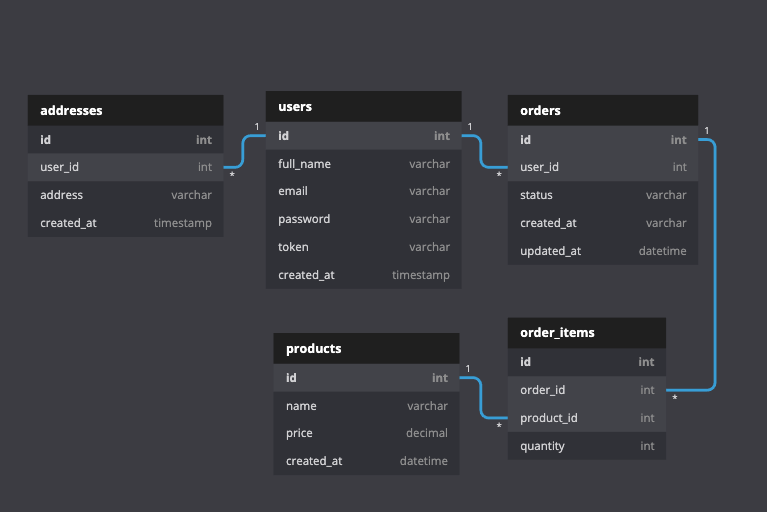 addresses
id int
user_id int
address varchar
created_at timestamp
1
*
users
id int
full_name varchar
email varchar
password varchar
token varchar
created_at timestamp
1
*
orders
id int
user_id int
status varchar
created_at varchar
updated_at datetime
1
*
products
id int
name varchar
price decimal
created_at datetime
1
*
order_items
id int
order_id int
product_id int
quantity int